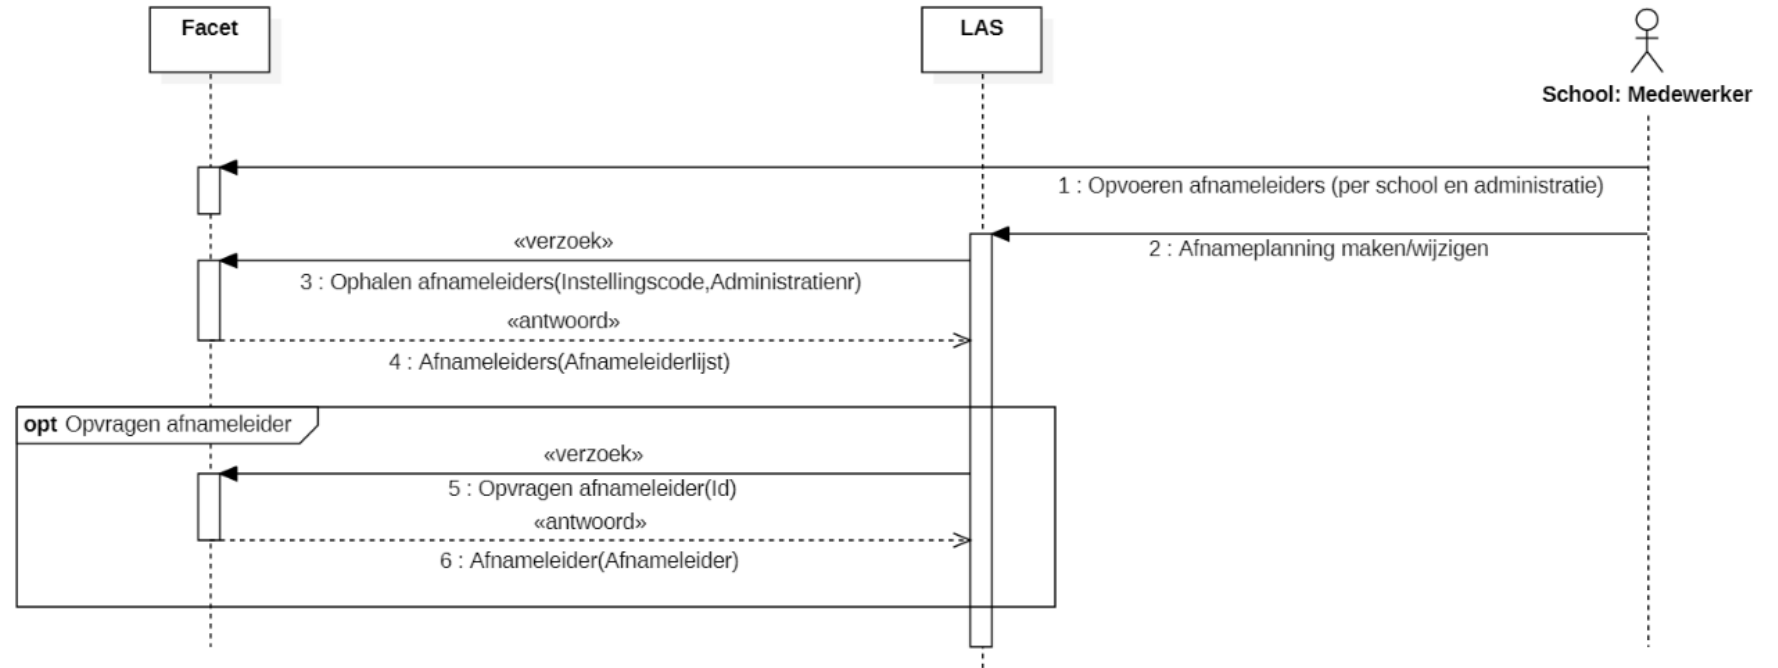 Facet
LAS
School: Medewerker
1 : Opvoeren afnameleiders (per school en administratie)
2 : Afnameplanning maken/wijzigen
«verzoek»
3 : Ophalen afnameleiders(Instellingscode,Administratienr)
«antwoord»
4 : Afnameleiders(Afnameleiderlijst)
opt Opvragen afnameleider
«verzoek»
5 : Opvragen afnameleider(Id)
«antwoord»
6 : Afnameleider(Afnameleider)